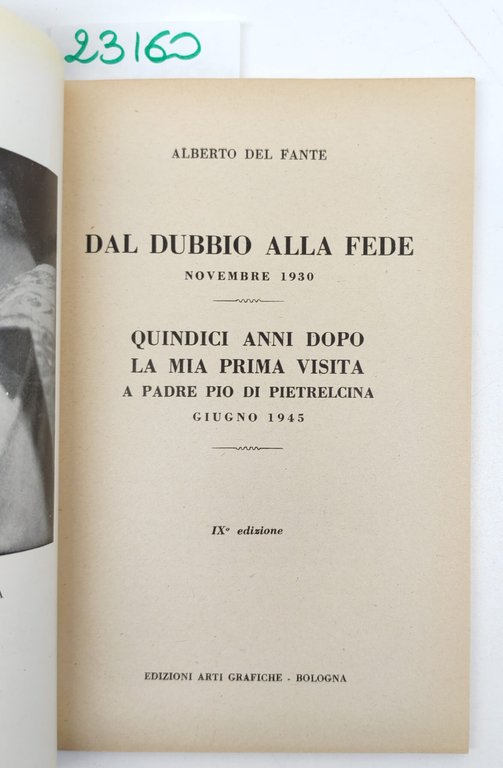 23160
ALBERTO DEL FANTE
DAL DUBBIO ALLA FEDE
NOVEMBRE 1930
QUINDICI ANNI DOPO
LA MIA PRIMA VISITA
A PADRE PIO DI PIETRELCINA
GIUGNO 1945
IXº edizione
EDIZIONI ARTI GRAFICHE - BOLOGNA